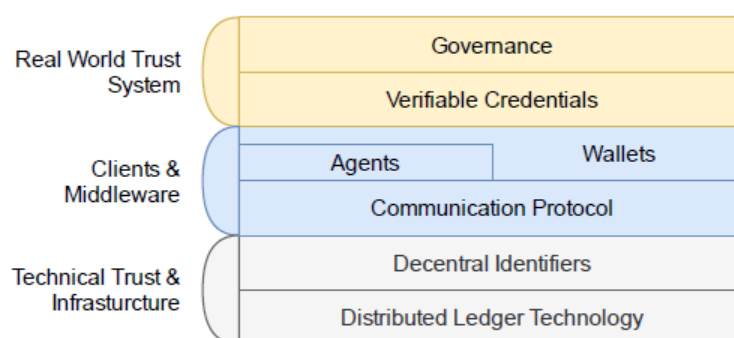 Real World Trust
System
Governance
Verifiable Credentials
Clients &
Middleware
Agents
Wallets
Communication Protocol
Technical Trust &
Infrasturcture
Decentral Identifiers
Distributed Ledger Technology